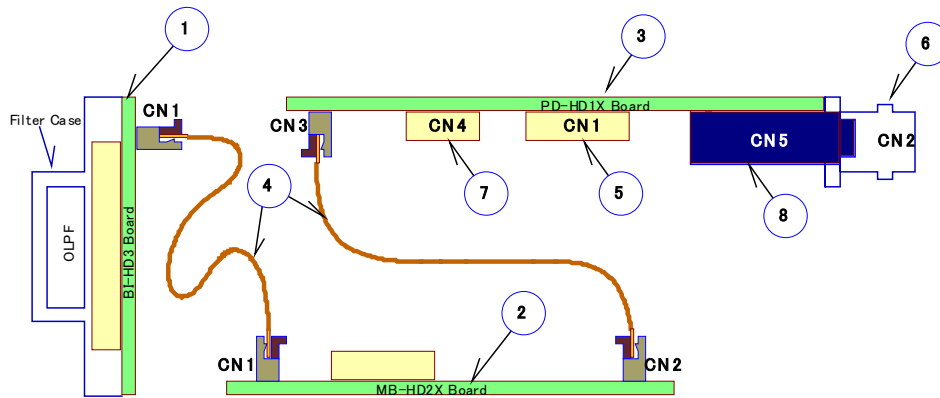 1
3
6
PD-HD1X Board
CN1
Filter Case
CN3
CN4
CN1
CN5
CN2
4
7
5
8
OLPF
BI-HD3 Board
2
CN1
CN2
MB-HD2X Board